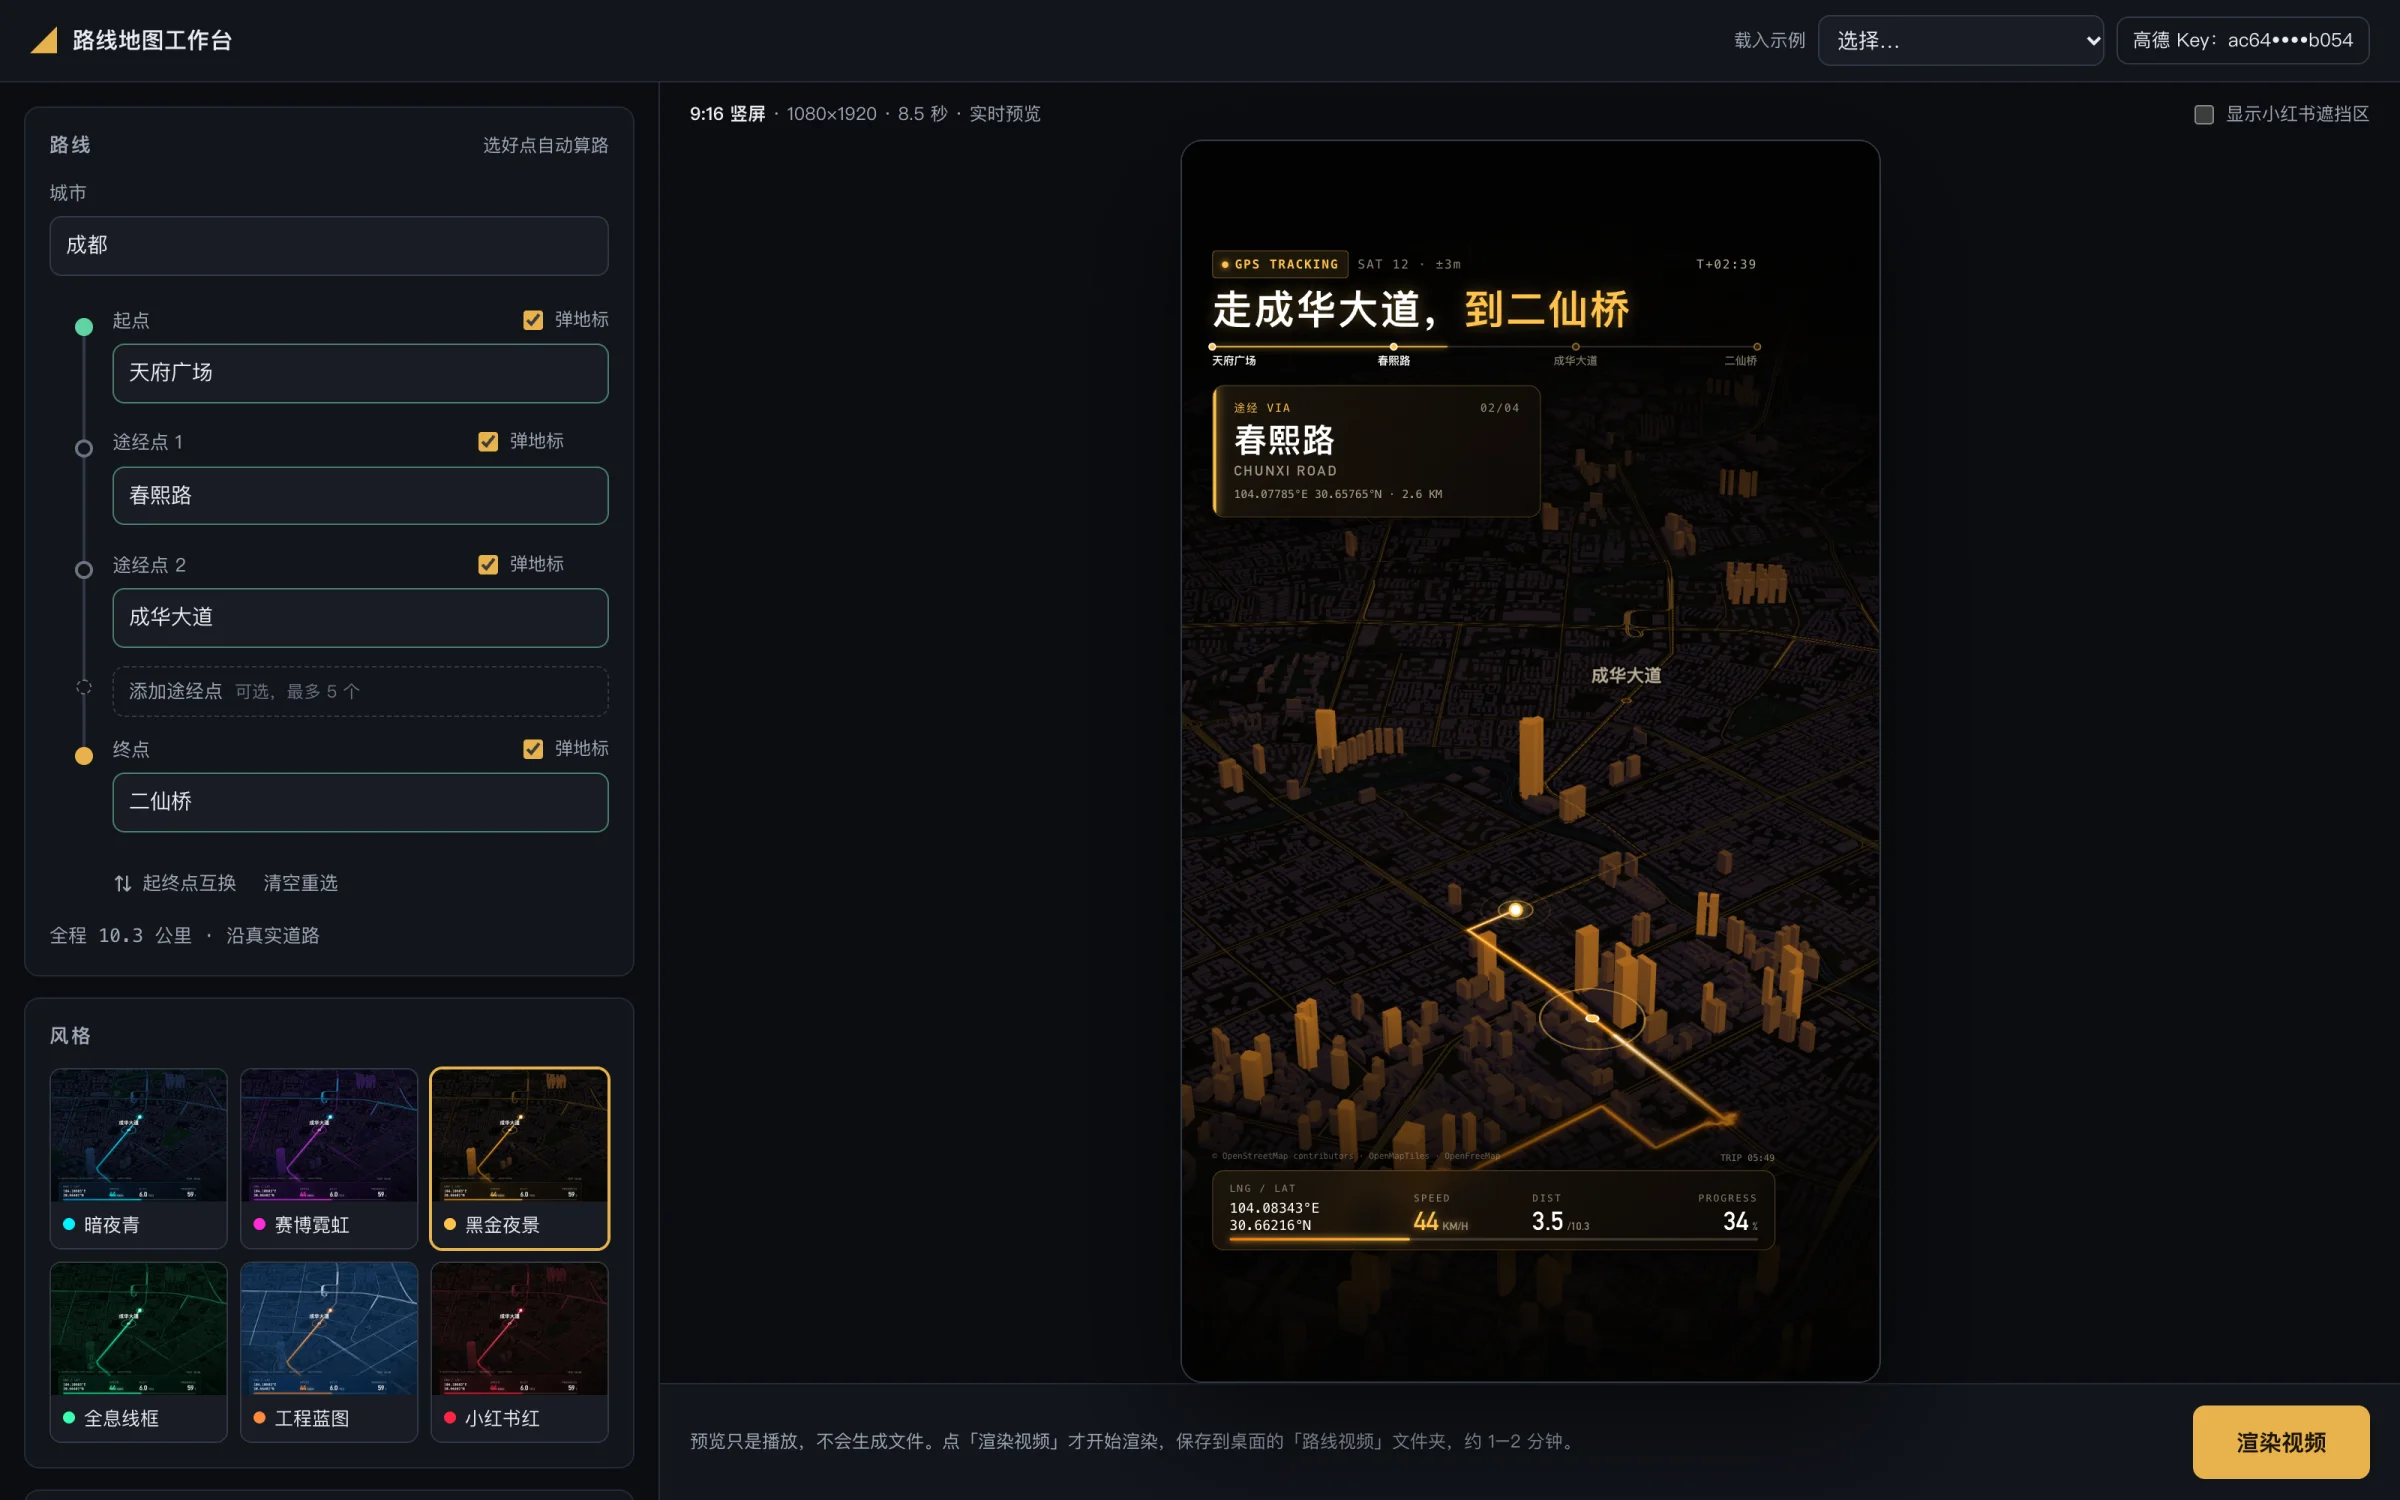 路线地图工作台
载入示例
选择...
高德 Key: ac64••••b054
路线
选好点自动算路
城市
成都
起点
弹地标
天府广场
途经点 1
弹地标
春熙路
途经点 2
弹地标
成华大道
添加途经点 可选，最多 5 个
终点
弹地标
二仙桥
起终点互换 清空重选
全程 10.3 公里 · 沿真实道路
风格
暗夜青
赛博霓虹
黑金夜景
全息线框
工程蓝图
小红书红
9:16 竖屏 · 1080×1920 · 8.5 秒 · 实时预览
显示小红书遮挡区
GPS TRACKING SAT 12 · ±3m T+02:39
走成华大道，到二仙桥
天府广场 春熙路 成华大道 二仙桥
途经 VIA 02/04
春熙路
CHUNXI ROAD
104.07785°E 30.65765°N · 2.6 KM
成华大道
© OpenStreetMap contributors · OpenMapTiles · OpenFreeMap
TRIP 05:49
LNG / LAT
104.08343°E
30.66216°N
SPEED
44 KM/H
DIST
3.5 /10.3
PROGRESS
34 %
预览只是播放，不会生成文件。点「渲染视频」才开始渲染，保存到桌面的「路线视频」文件夹，约 1—2 分钟。
渲染视频